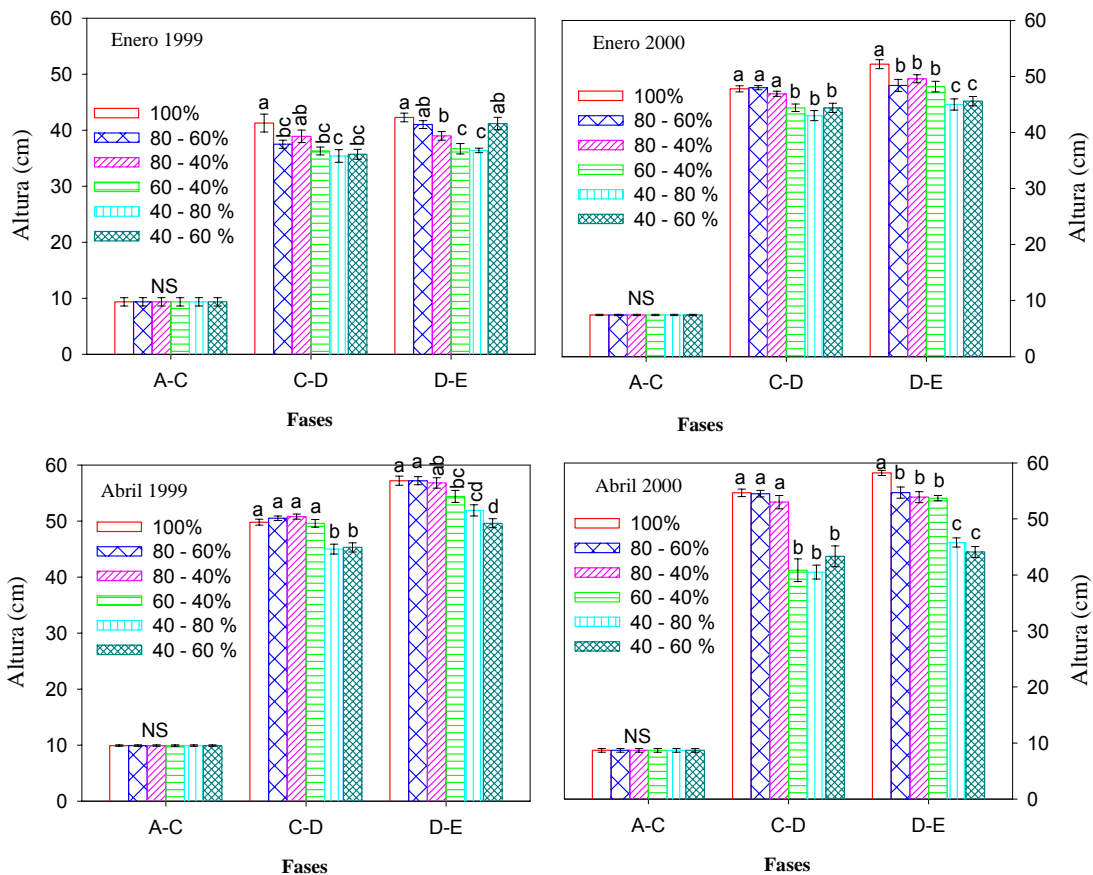 Enero 1999
Altura (cm)
60
50
40
30
20
10
0
100%
80 - 60%
80 - 40%
60 - 40%
40 - 80 %
40 - 60 %
NS
a
bc
ab
bc
c
bc
a
ab
b
c
c
ab
A-C
C-D
D-E
Fases
Enero 2000
Altura (cm)
60
50
40
30
20
10
0
100%
80 - 60%
80 - 40%
60 - 40%
40 - 80 %
40 - 60 %
NS
a
a
a
b
b
b
a
b
b
b
c
c
A-C
C-D
D-E
Fases
Abril 1999
Altura (cm)
60
50
40
30
20
10
0
100%
80 - 60%
80 - 40%
60 - 40%
40 - 80 %
40 - 60 %
NS
a
a
a
a
b
b
a
a
ab
bc
cd
d
A-C
C-D
D-E
Fases
Abril 2000
Altura (cm)
60
50
40
30
20
10
0
100%
80 - 60%
80 - 40%
60 - 40%
40 - 80 %
40 - 60 %
NS
a
a
a
b
b
b
a
b
b
b
c
c
A-C
C-D
D-E
Fases